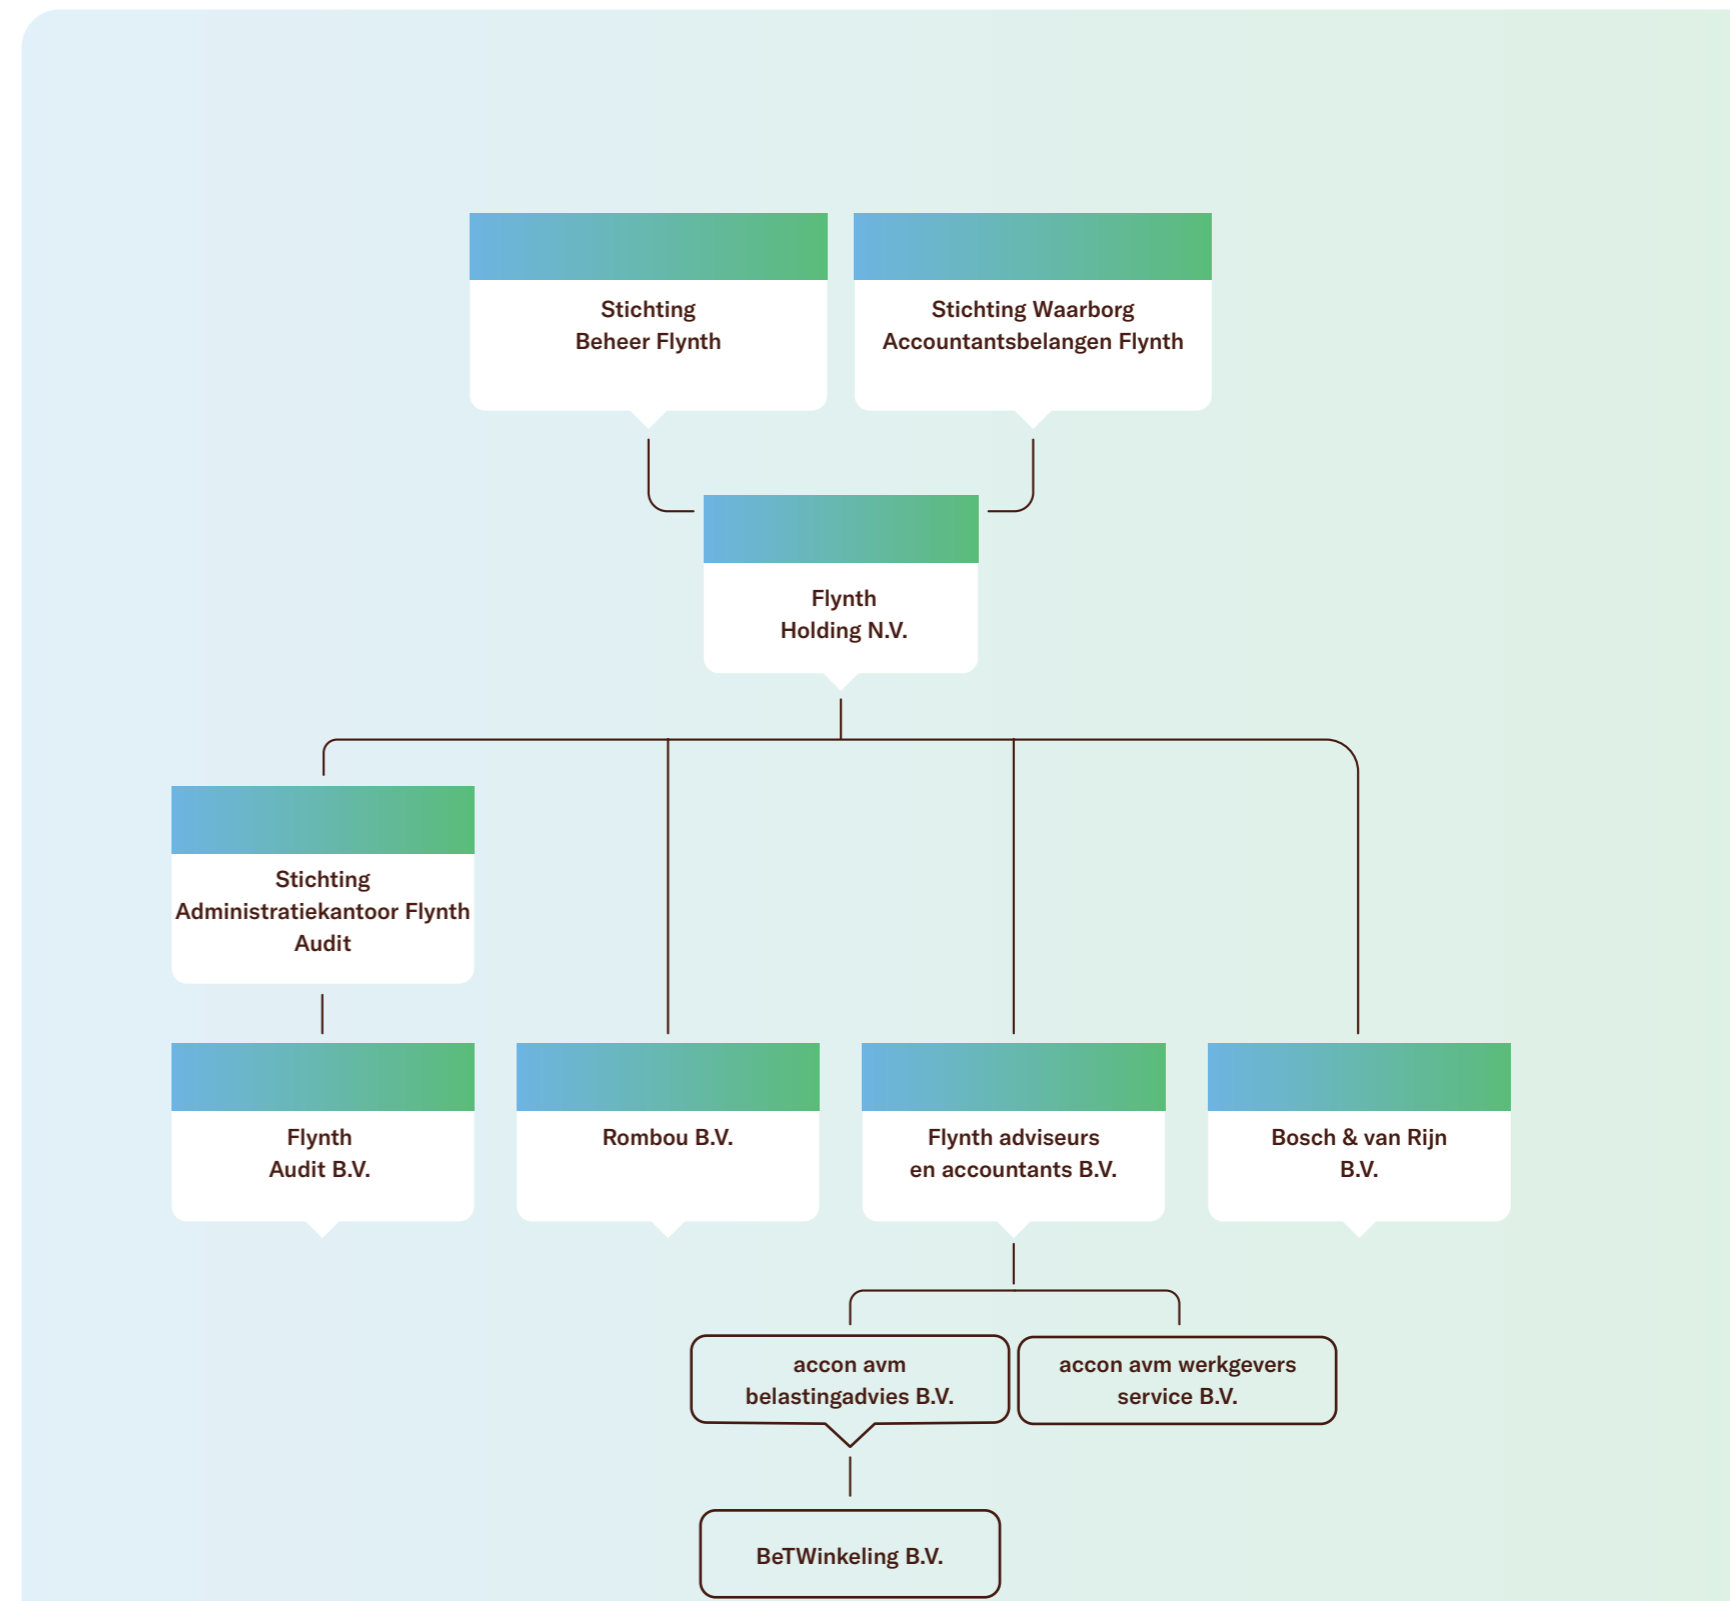 Stichting
Beheer Flynth
Stichting Waarborg
Accountantsbelangen Flynth
Flynth
Holding N.V.
Stichting
Administratiekantoor Flynth
Audit
Flynth
Audit B.V.
Rombou B.V.
Flynth adviseurs
en accountants B.V.
Bosch & van Rijn
B.V.
accon avm
belastingadvies B.V.
accon avm werkgevers
service B.V.
BeTWinkeling B.V.